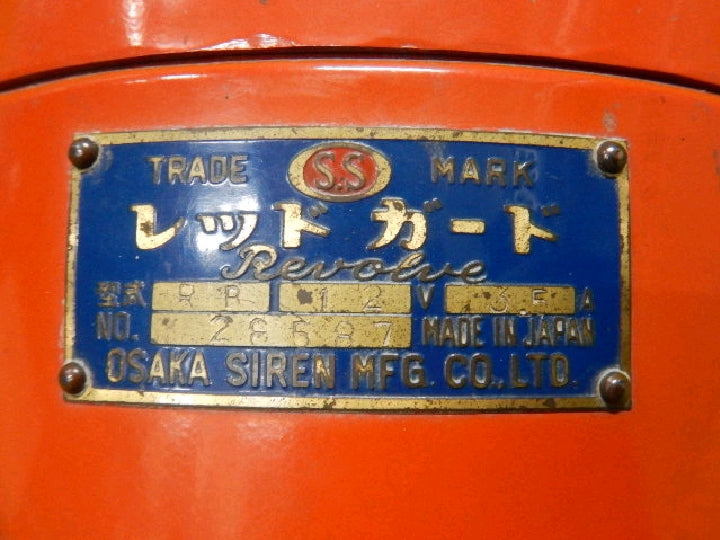 TRADE S.S MARK
レッド ガード
Revolve
型式 RR 12 V 3.5 A
NO. 28687 MADE IN JAPAN
OSAKA SIREN MFG. CO., LTD.